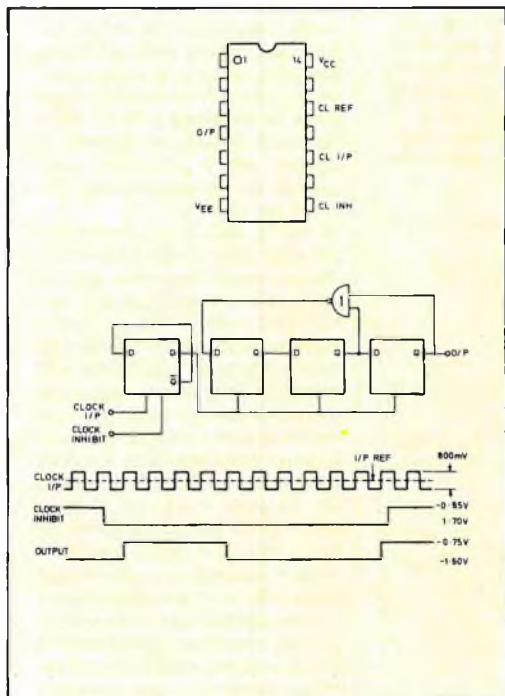 1 14 VCC
CL REF
O/P
CL I/P
VEE CL INH
1
D Q D Q D Q D Q O/P
Q
CLOCK
I/P
CLOCK
INHIBIT
I/P REF 800mV
CLOCK
I/P
CLOCK -0·85V
INHIBIT 1·70V
OUTPUT -0·75V
-1·60V